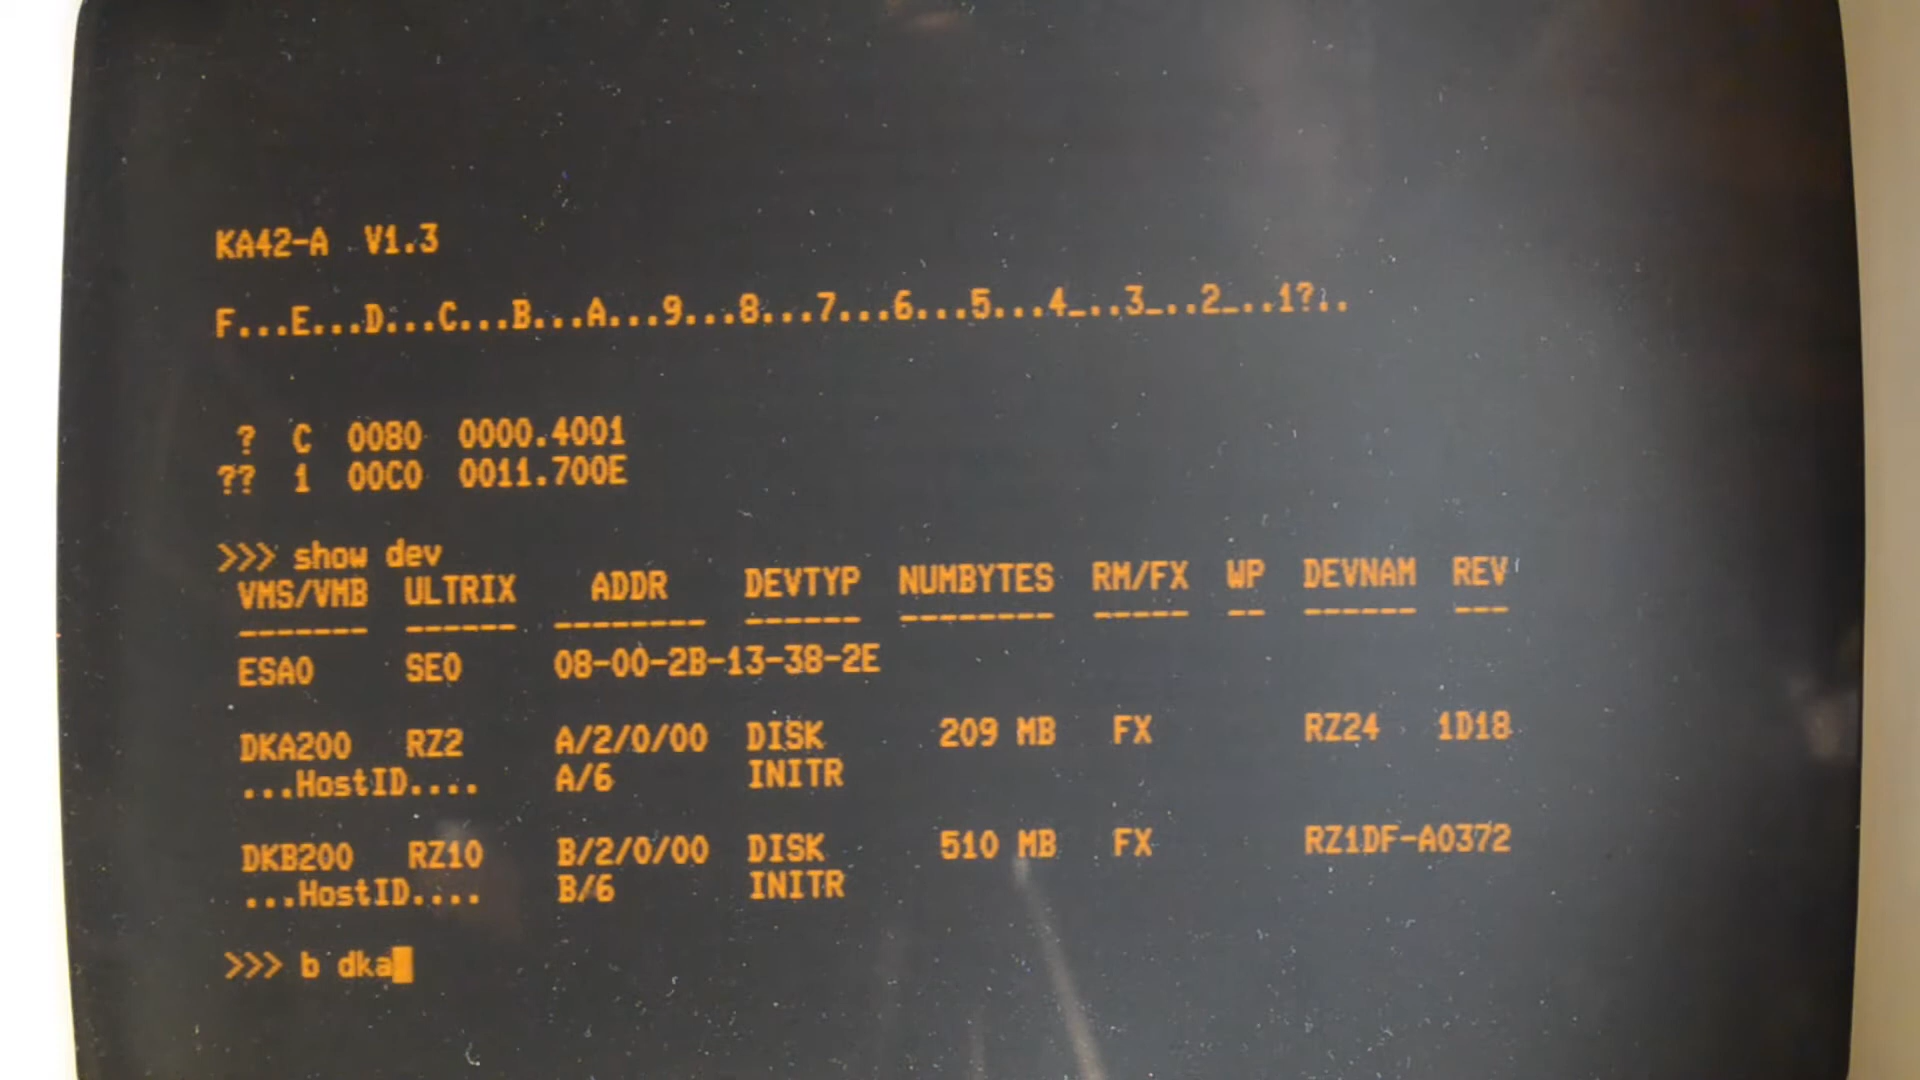 KA42-A  V1.3
F...E...D...C...B...A...9...8...7...6...5...4_..3_..2_..1?..
?  C  0080  0000.4001
??  1  00C0  0011.700E
>>> show dev
VMS/VMB  ULTRIX  ADDR  DEVTYP  NUMBYTES  RM/FX  WP  DEVNAM  REV
-------  ------  --------  ------  --------  -----  --  ------  ---
ESA0  SE0  08-00-2B-13-38-2E
DKA200  RZ2  A/2/0/00  DISK  209 MB  FX  RZ24  1D18
...HostID....  A/6  INITR
DKB200  RZ10  B/2/0/00  DISK  510 MB  FX  RZ1DF-A0372
...HostID....  B/6  INITR
>>> b dka